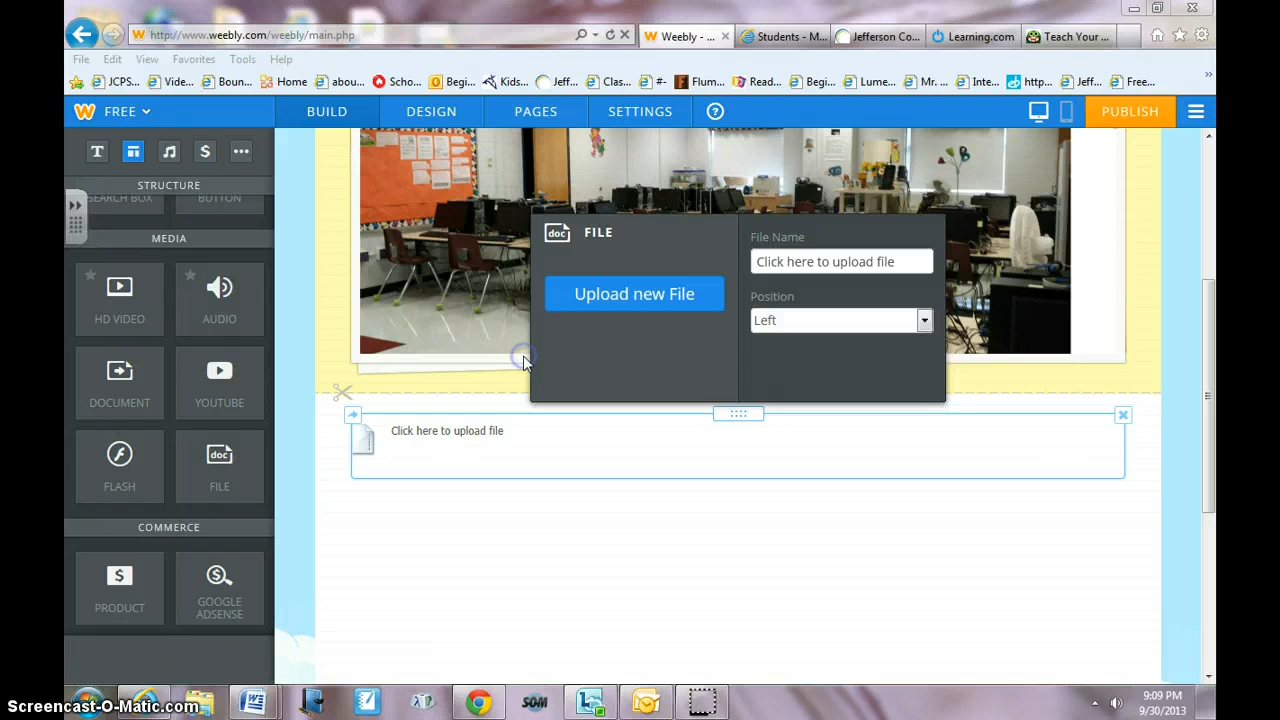 http://www.weebly.com/weebly/main.php
Weebly - ...
Students - M...
Jefferson Co...
Learning.com
Teach Your ...
File Edit View Favorites Tools Help
JCPS... Vide... Boun... Home abou... Scho... Begi... Kids... Jeff... Clas... #- Flum... Read... Begi... Lume... Mr. ... Inte... http... Jeff... Free...
FREE BUILD DESIGN PAGES SETTINGS ? PUBLISH
T $
STRUCTURE
SEARCH BOX BUTTON
MEDIA
HD VIDEO AUDIO
DOCUMENT YOUTUBE
doc
FLASH FILE
COMMERCE
PRODUCT GOOGLE ADSENSE
doc FILE
Upload new File
File Name
Click here to upload file
Position
Left
Click here to upload file
SOM
9:09 PM
9/30/2013
Screencast-O-Matic.com